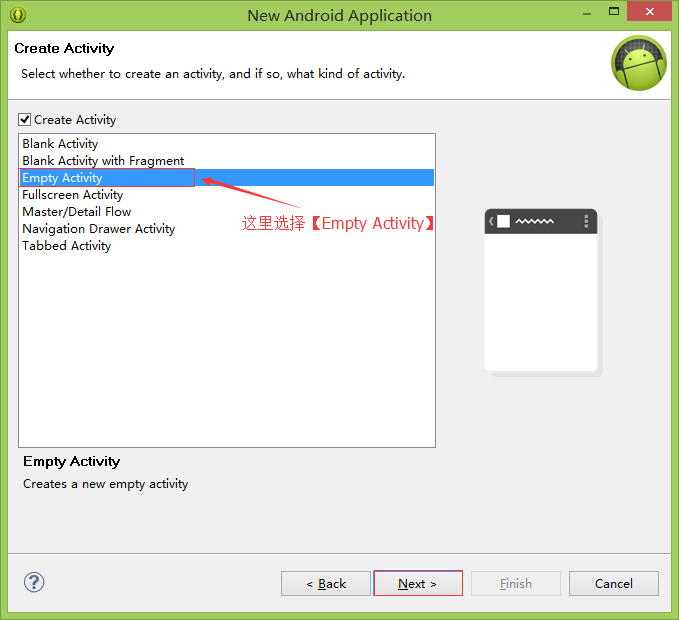 New Android Application
Create Activity
Select whether to create an activity, and if so, what kind of activity.
Create Activity
Blank Activity
Blank Activity with Fragment
Empty Activity
Fullscreen Activity
Master/Detail Flow
Navigation Drawer Activity
Tabbed Activity
这里选择【Empty Activity】
Empty Activity
Creates a new empty activity
?
< Back
Next >
Finish
Cancel